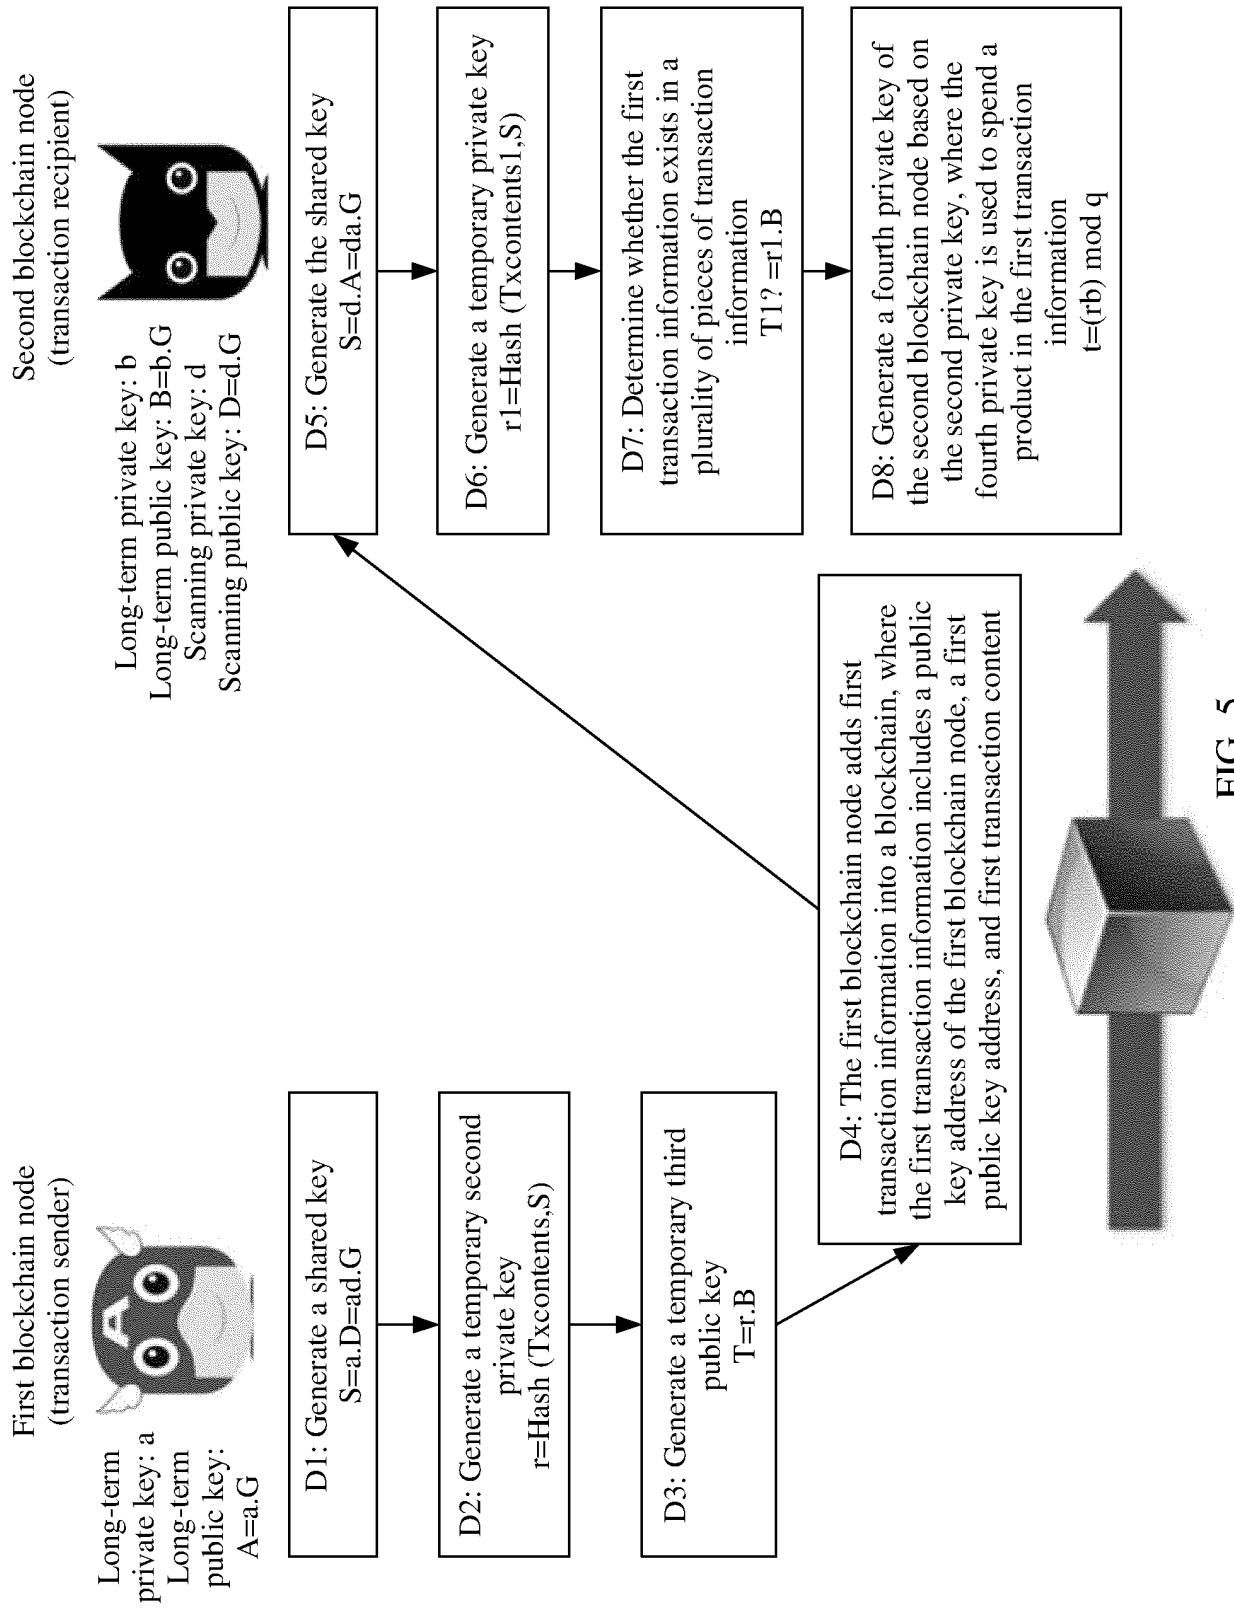 First blockchain node
(transaction sender)
Long-term
private key: a
Long-term
public key:
A=a.G
D1: Generate a shared key
S=a.D=ad.G
D2: Generate a temporary second
private key
r=Hash (Txcontents,S)
D3: Generate a temporary third
public key
T=r.B
D4: The first blockchain node adds first
transaction information into a blockchain, where
the first transaction information includes a public
key address of the first blockchain node, a first
public key address, and first transaction content
Second blockchain node
(transaction recipient)
Long-term private key: b
Long-term public key: B=b.G
Scanning private key: d
Scanning public key: D=d.G
D5: Generate the shared key
S=d.A=da.G
D6: Generate a temporary private key
r1=Hash (Txcontents1,S)
D7: Determine whether the first
transaction information exists in a
plurality of pieces of transaction
information
T1? =r1.B
D8: Generate a fourth private key of
the second blockchain node based on
the second private key, where the
fourth private key is used to spend a
product in the first transaction
information
t=(rb) mod q
A
FIG. 5